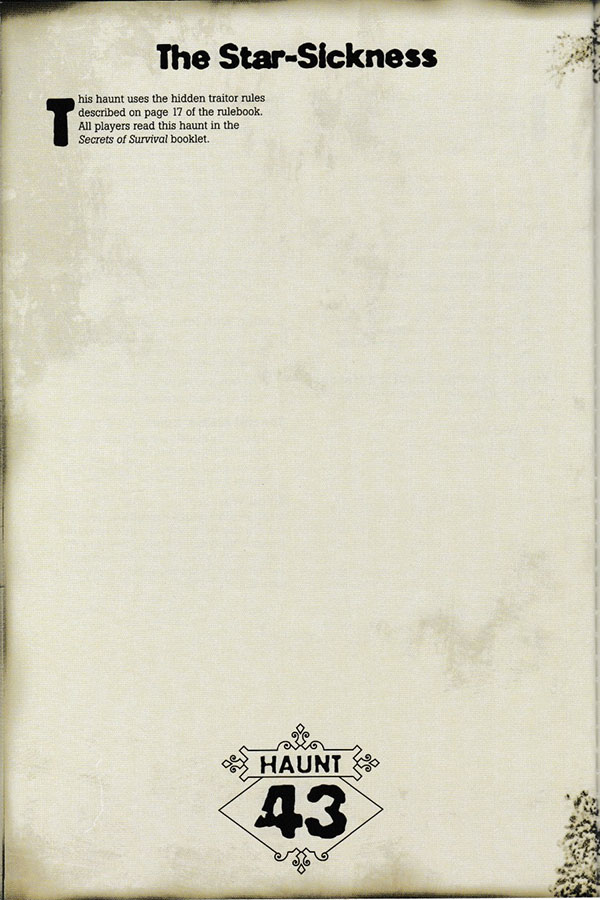 The Star-Sickness
This haunt uses the hidden traitor rules
described on page 17 of the rulebook.
All players read this haunt in the
Secrets of Survival booklet.
HAUNT
43